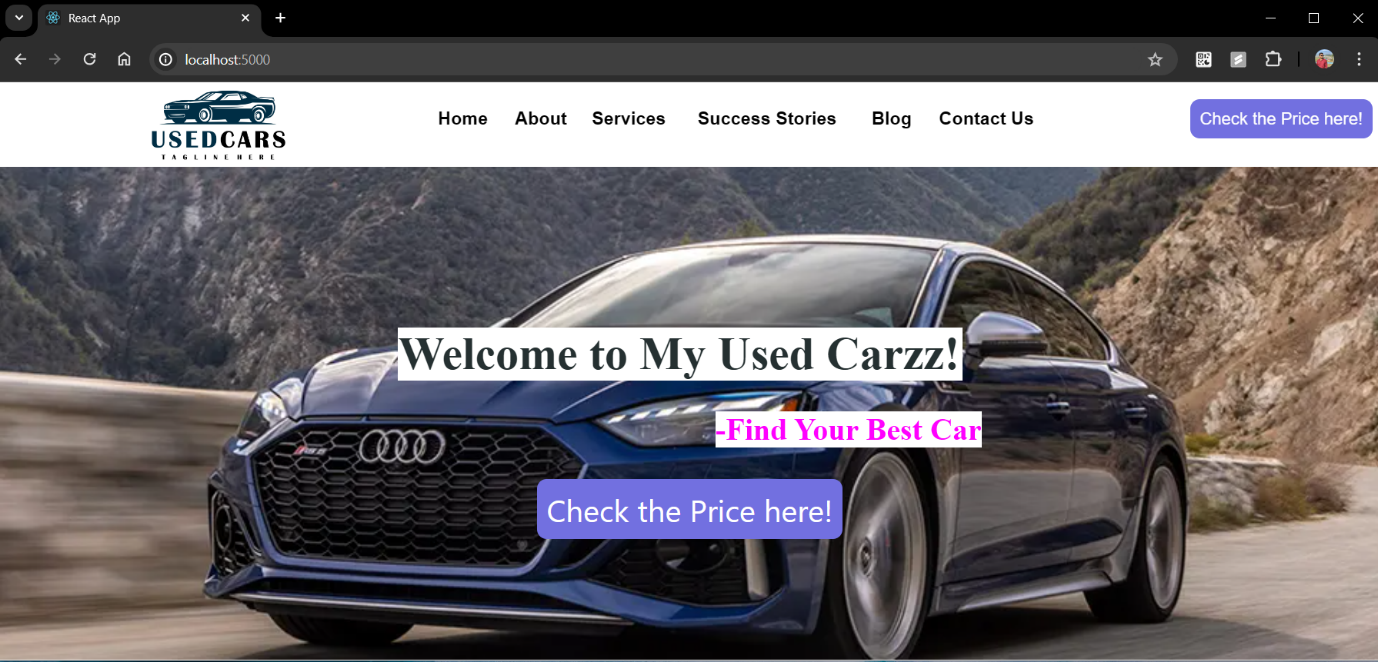 React App
localhost:5000
USEDCARS
TAGLINE HERE
Home About Services Success Stories Blog Contact Us
Check the Price here!
Welcome to My Used Carzz!
-Find Your Best Car
Check the Price here!